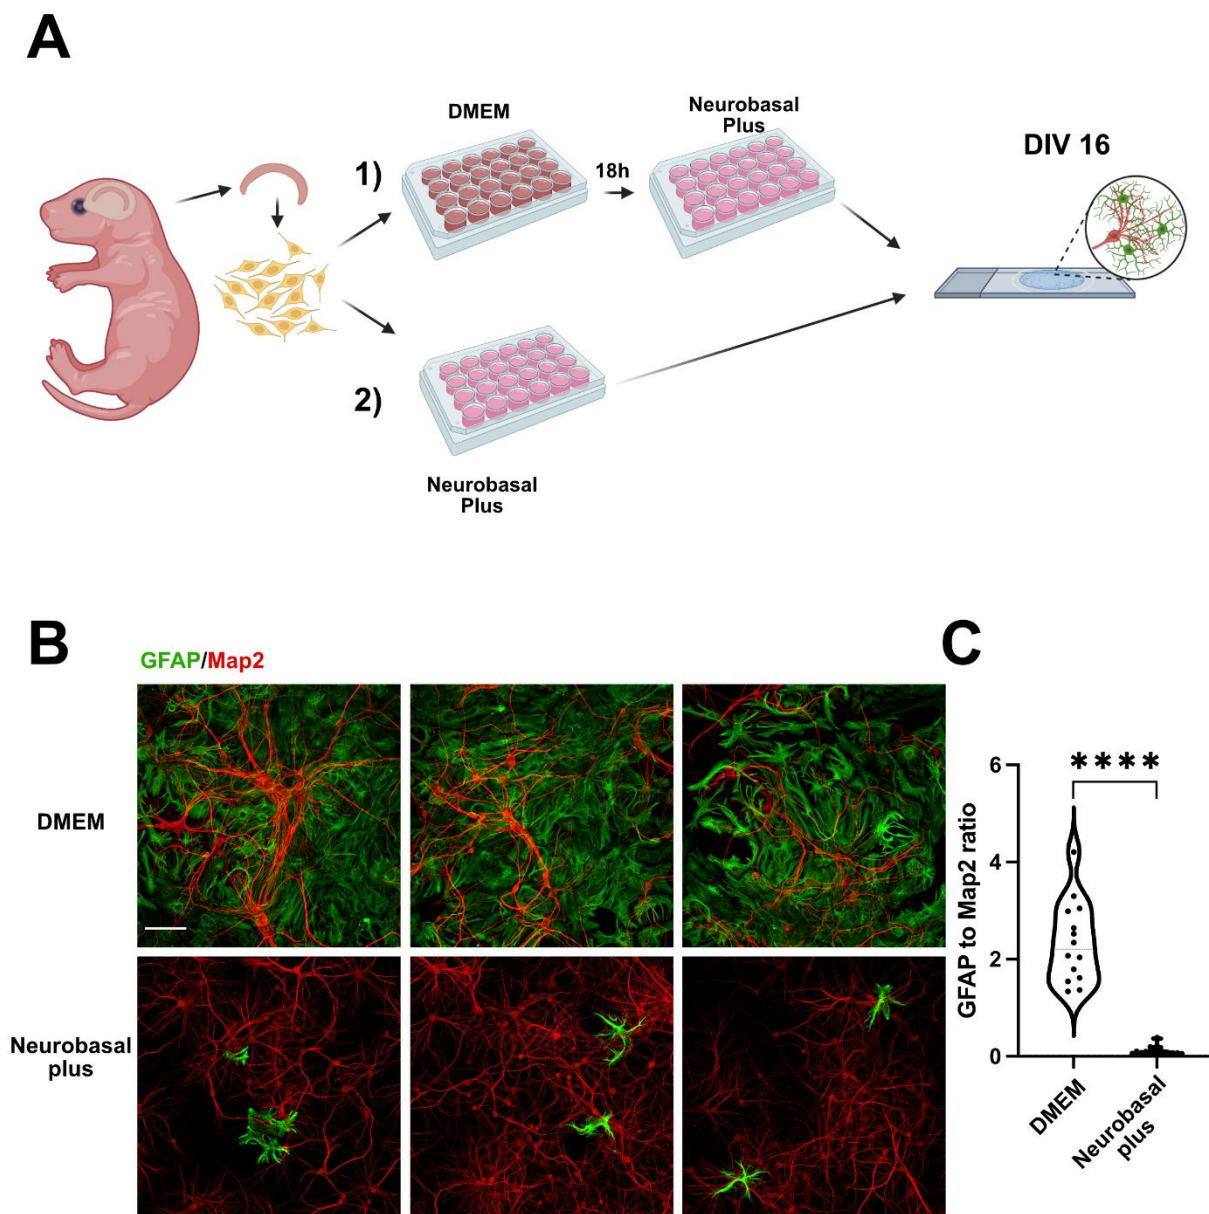 A
DMEM
Neurobasal
Plus
DIV 16
1)
18h
2)
Neurobasal
Plus
B
C
GFAP/Map2
DMEM
Neurobasal
plus
GFAP to Map2 ratio
****
6
4
2
0
DMEM
Neurobasal
plus